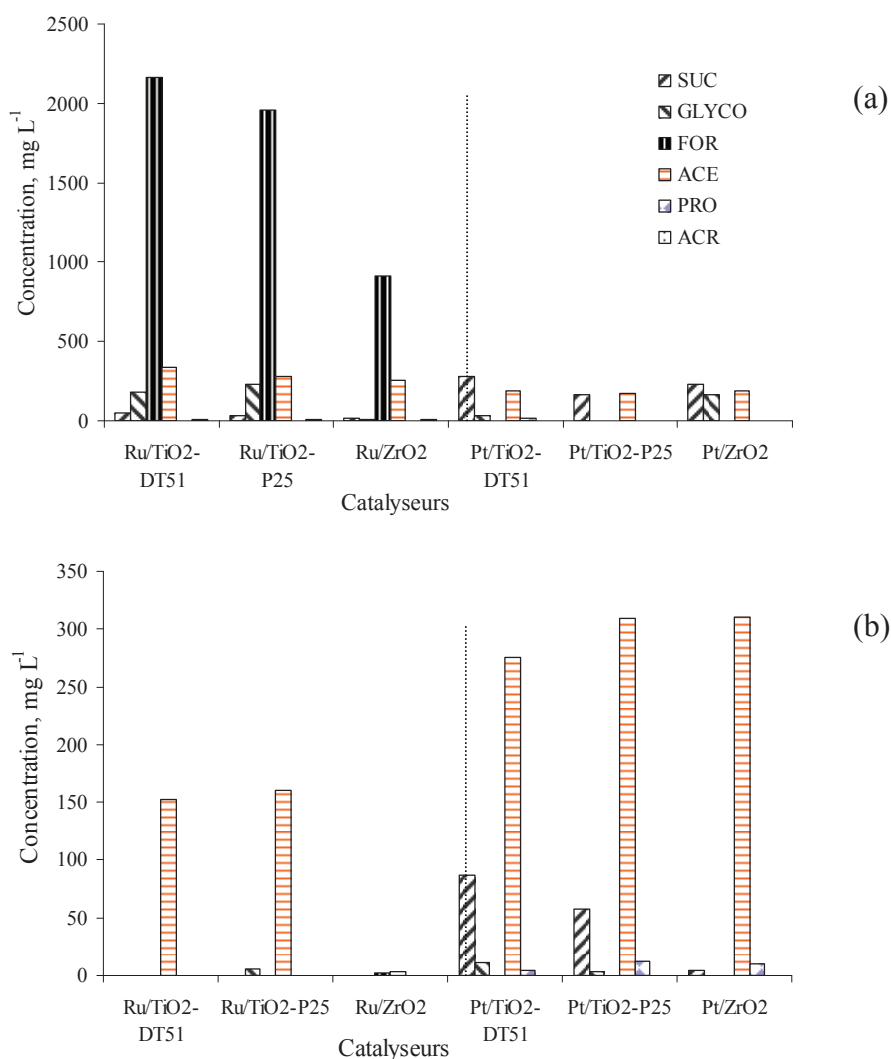 2500
2000
1500
1000
500
0
Concentration, mg L-1
SUC
GLYCO
FOR
ACE
PRO
ACR
(a)
Ru/TiO2-DT51
Ru/TiO2-P25
Ru/ZrO2
Pt/TiO2-DT51
Pt/TiO2-P25
Pt/ZrO2
Catalyseurs
350
300
250
200
150
100
50
0
Concentration, mg L1
(b)
Ru/TiO2-DT51
Ru/TiO2-P25
Ru/ZrO2
Pt/TiO2-DT51
Pt/TiO2-P25
Pt/ZrO2
Catalyseurs